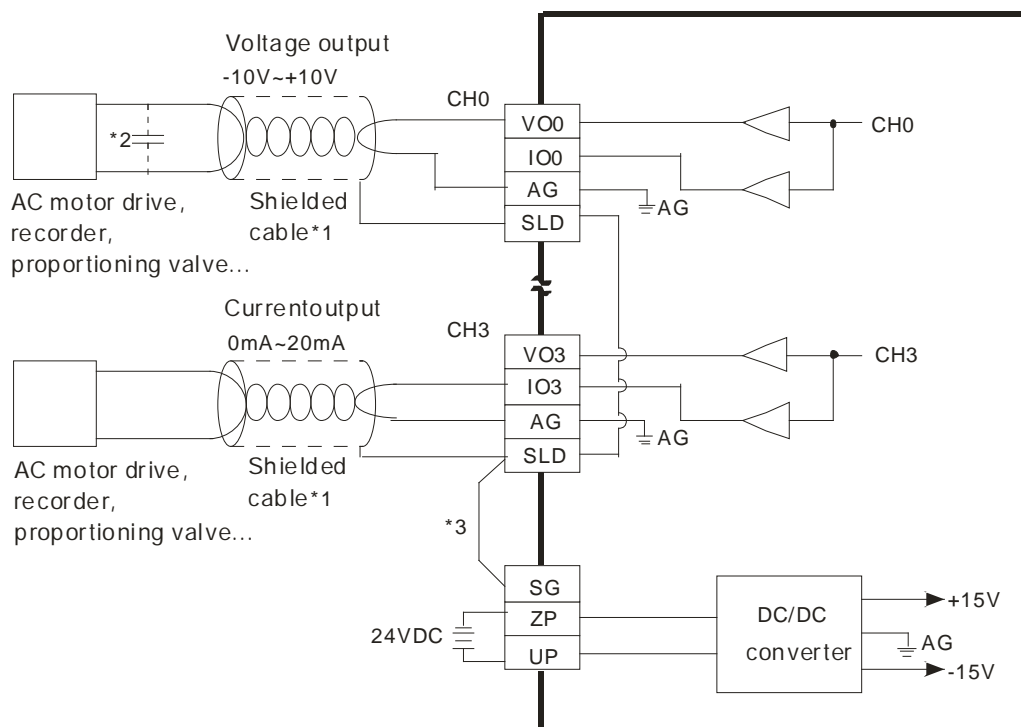 Voltage output
-10V~+10V
CH0
*2
VO0
IO0
AG
SLD
AG
CH0
AC motor drive,
recorder,
proportioning valve...
Shielded
cable*1
Currentoutput
0mA~20mA
CH3
VO3
IO3
AG
SLD
AG
CH3
AC motor drive,
recorder,
proportioning valve...
Shielded
cable*1
*3
SG
ZP
UP
24VDC
DC/DC
converter
+15V
AG
-15V